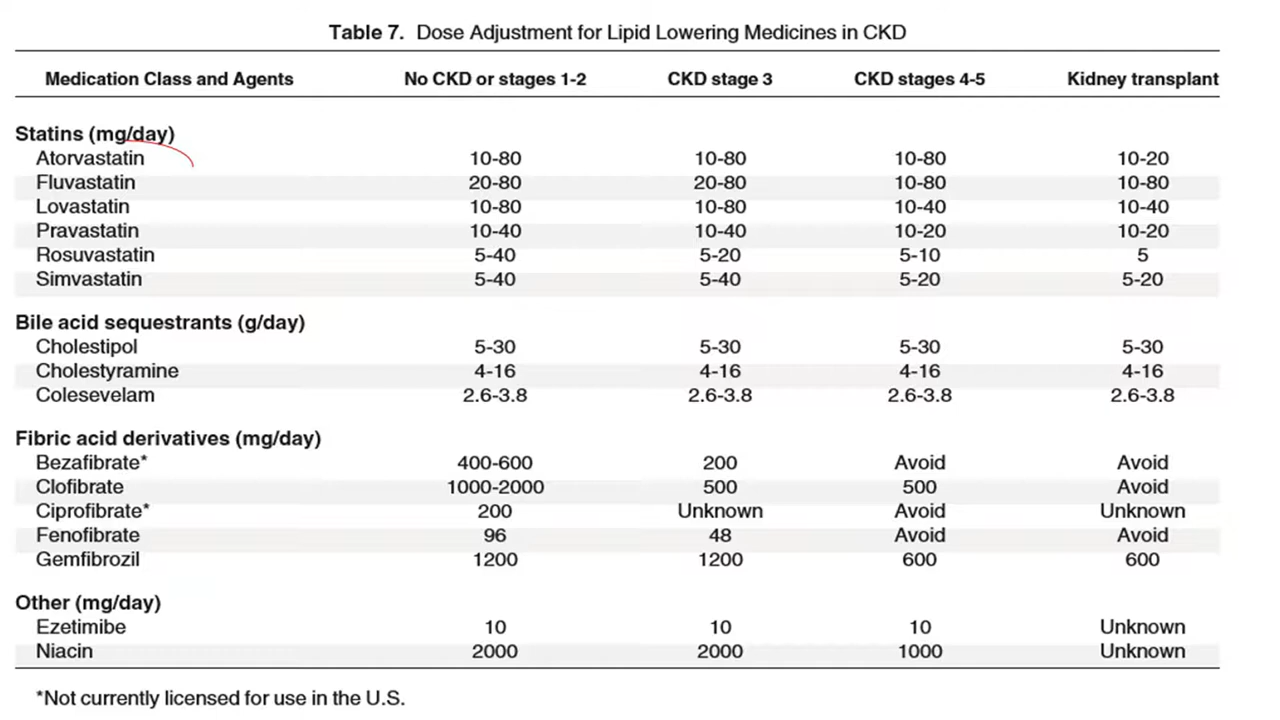 Table 7. Dose Adjustment for Lipid Lowering Medicines in CKD
Medication Class and Agents No CKD or stages 1-2 CKD stage 3 CKD stages 4-5 Kidney transplant
Statins (mg/day)
Atorvastatin 10-80 10-80 10-80 10-20
Fluvastatin 20-80 20-80 10-80 10-80
Lovastatin 10-80 10-80 10-40 10-40
Pravastatin 10-40 10-40 10-20 10-20
Rosuvastatin 5-40 5-20 5-10 5
Simvastatin 5-40 5-40 5-20 5-20
Bile acid sequestrants (g/day)
Cholestipol 5-30 5-30 5-30 5-30
Cholestyramine 4-16 4-16 4-16 4-16
Colesevelam 2.6-3.8 2.6-3.8 2.6-3.8 2.6-3.8
Fibric acid derivatives (mg/day)
Bezafibrate* 400-600 200 Avoid Avoid
Clofibrate 1000-2000 500 500 Avoid
Ciprofibrate* 200 Unknown Avoid Unknown
Fenofibrate 96 48 Avoid Avoid
Gemfibrozil 1200 1200 600 600
Other (mg/day)
Ezetimibe 10 10 10 Unknown
Niacin 2000 2000 1000 Unknown
*Not currently licensed for use in the U.S.